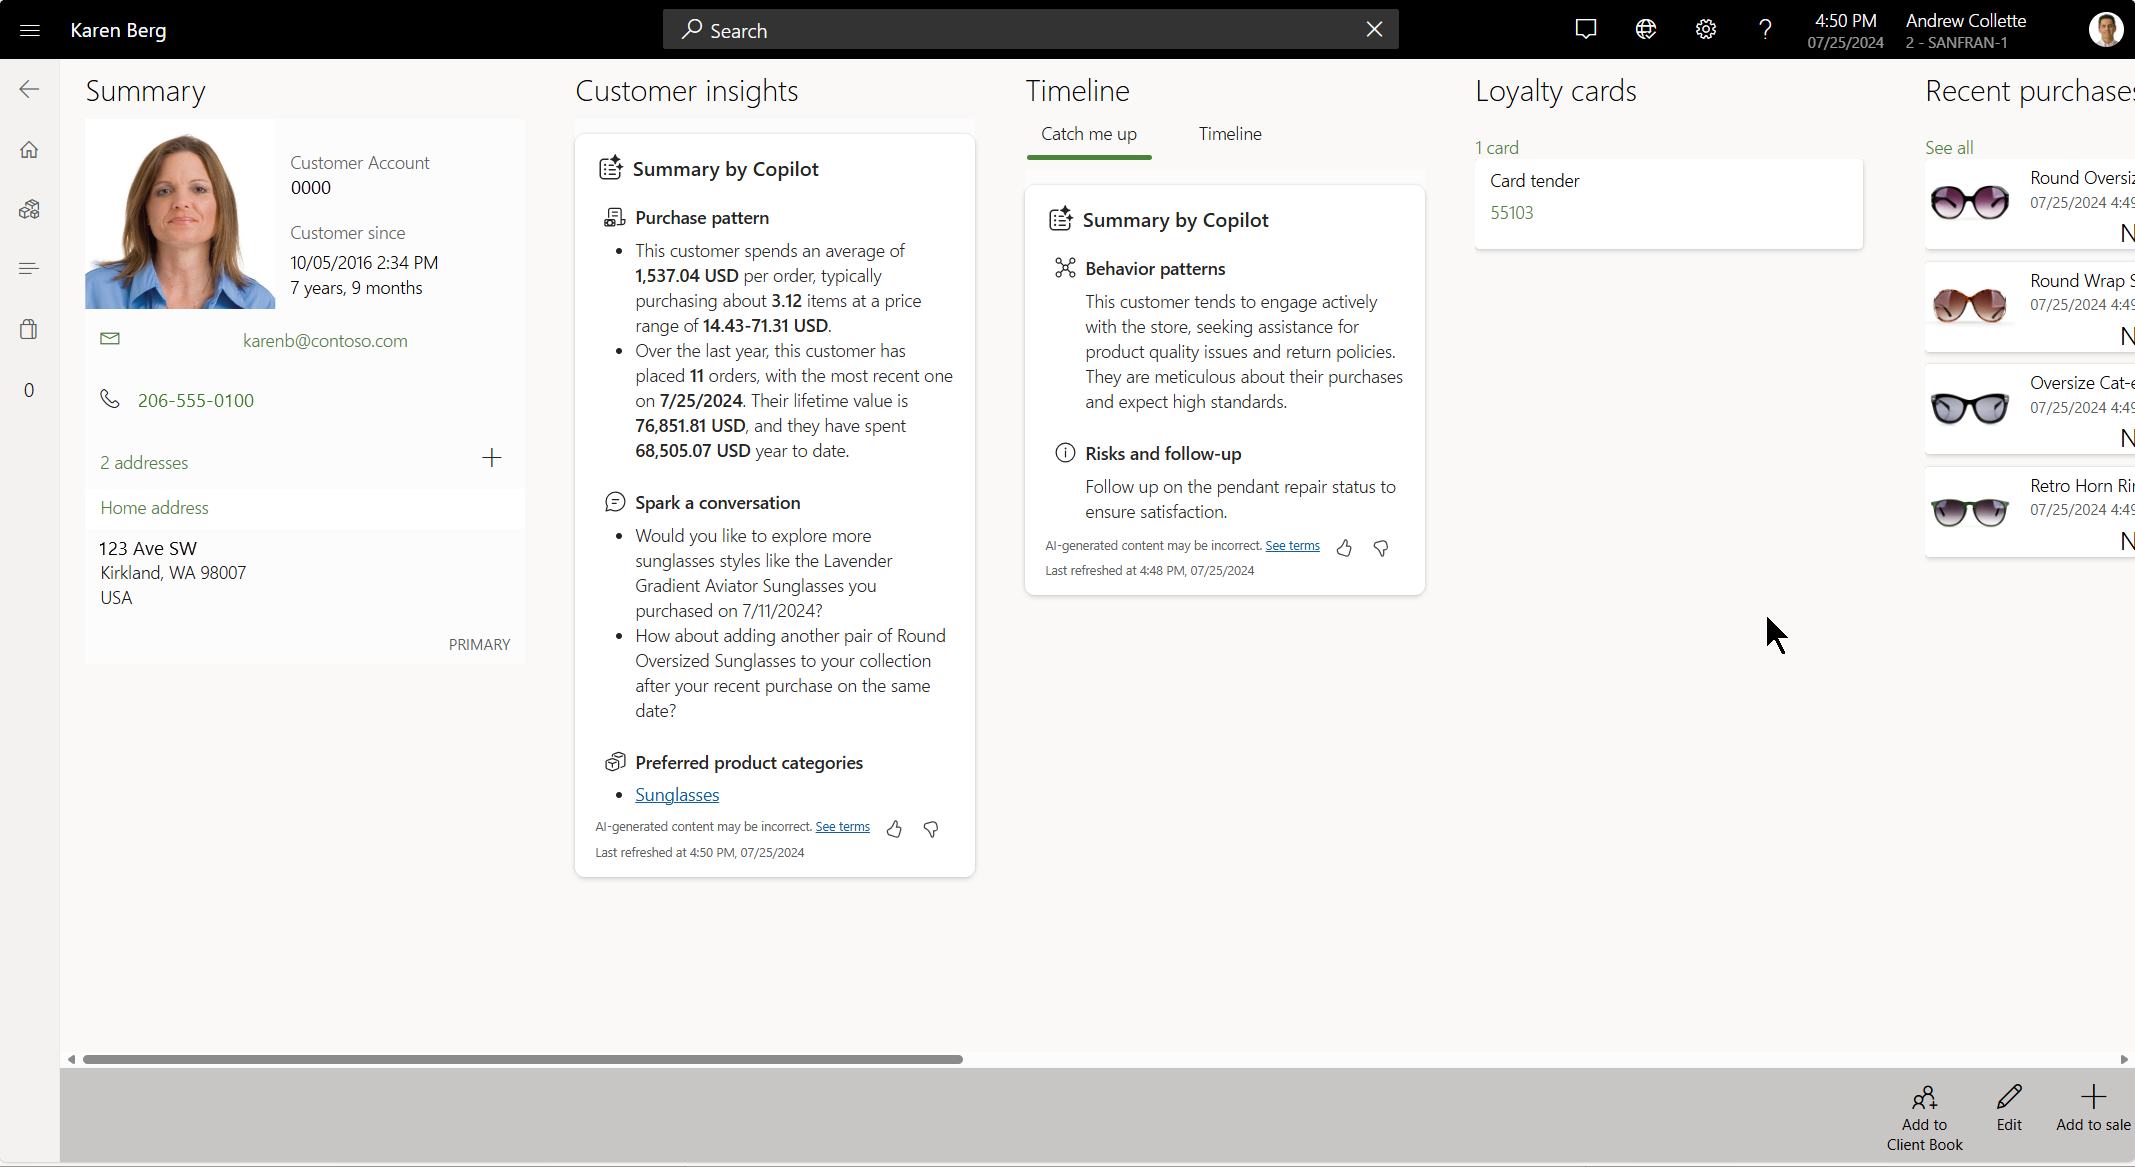 Karen Berg
Search
4:50 PM
07/25/2024
Andrew Collette
2 - SANFRAN-1
0
Summary
Customer Account
0000
Customer since
10/05/2016 2:34 PM
7 years, 9 months
karenb@contoso.com
206-555-0100
2 addresses
Home address
123 Ave SW
Kirkland, WA 98007
USA
PRIMARY
Customer insights
Summary by Copilot
Purchase pattern
• This customer spends an average of
1,537.04 USD per order, typically
purchasing about 3.12 items at a price
range of 14.43-71.31 USD.
• Over the last year, this customer has
placed 11 orders, with the most recent one
on 7/25/2024. Their lifetime value is
76,851.81 USD, and they have spent
68,505.07 USD year to date.
Spark a conversation
• Would you like to explore more
sunglasses styles like the Lavender
Gradient Aviator Sunglasses you
purchased on 7/11/2024?
• How about adding another pair of Round
Oversized Sunglasses to your collection
after your recent purchase on the same
date?
Preferred product categories
• Sunglasses
AI-generated content may be incorrect. See terms
Last refreshed at 4:50 PM, 07/25/2024
Timeline
Catch me up
Timeline
Summary by Copilot
Behavior patterns
This customer tends to engage actively
with the store, seeking assistance for
product quality issues and return policies.
They are meticulous about their purchases
and expect high standards.
Risks and follow-up
Follow up on the pendant repair status to
ensure satisfaction.
AI-generated content may be incorrect. See terms
Last refreshed at 4:48 PM, 07/25/2024
Loyalty cards
1 card
Card tender
55103
Recent purchases
See all
Round Oversiz
07/25/2024 4:49
N
Round Wrap S
07/25/2024 4:49
N
Oversize Cat-e
07/25/2024 4:49
N
Retro Horn Rin
07/25/2024 4:49
N
Add to
Client Book
Edit
Add to sale